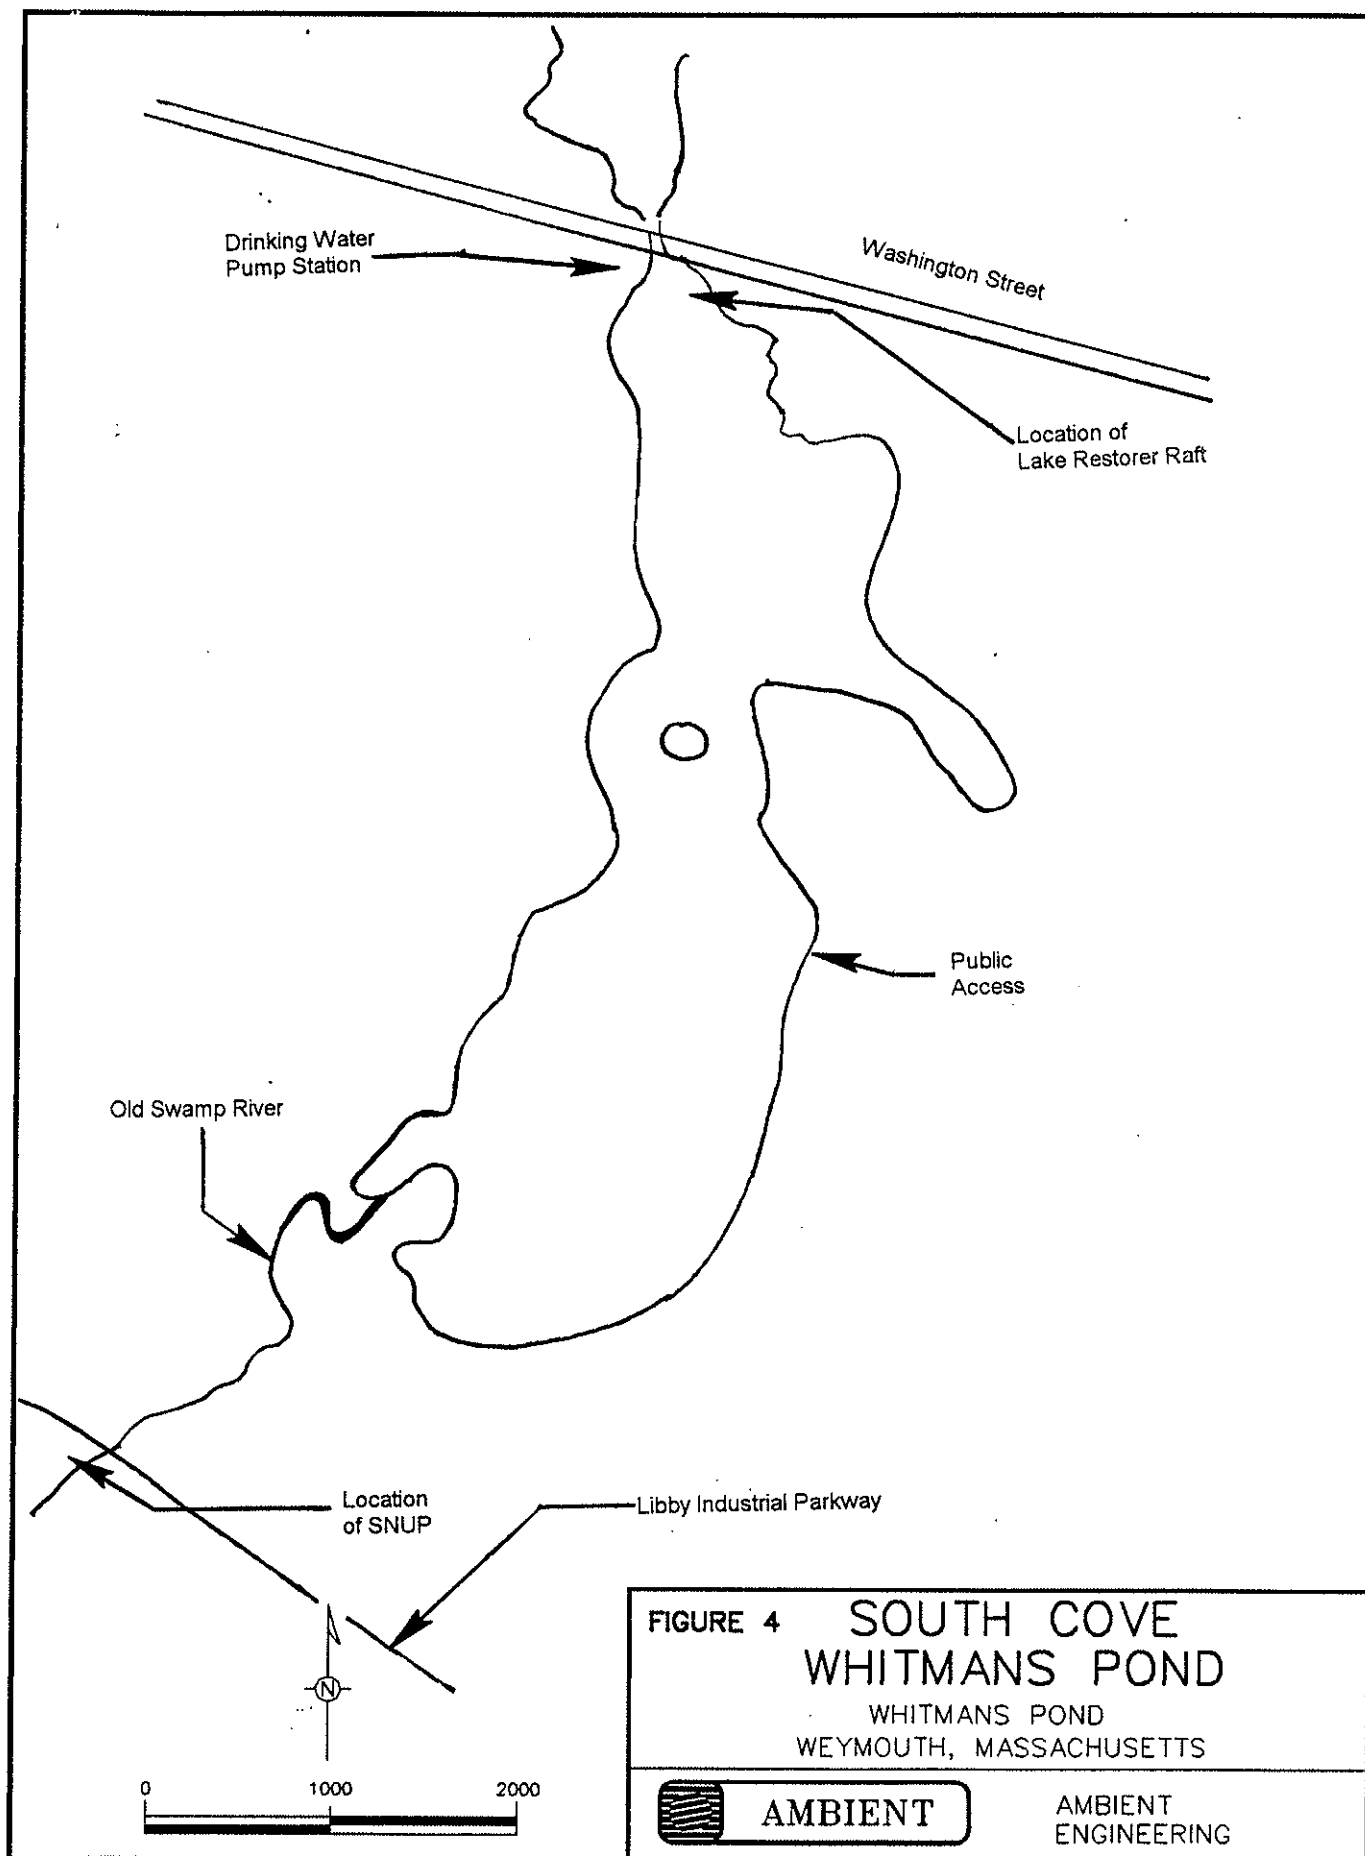 Drinking Water
Pump Station
Washington Street
Location of
Lake Restorer Raft
Public
Access
Old Swamp River
Location
of SNUP
Libby Industrial Parkway
N
0 1000 2000
FIGURE 4 SOUTH COVE
WHITMANS POND
WHITMANS POND
WEYMOUTH, MASSACHUSETTS
AMBIENT
AMBIENT
ENGINEERING